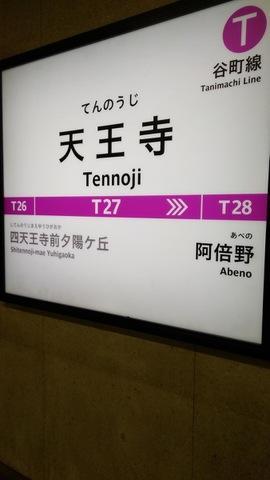 T
谷町線
Tanimachi Line
てんのうじ
天王寺
Tennoji
T26 T27 >>> T28
してんのうじまえゆうひがおか
四天王寺前夕陽ケ丘
Shitennoji-mae Yuhigaoka
あべの
阿倍野
Abeno